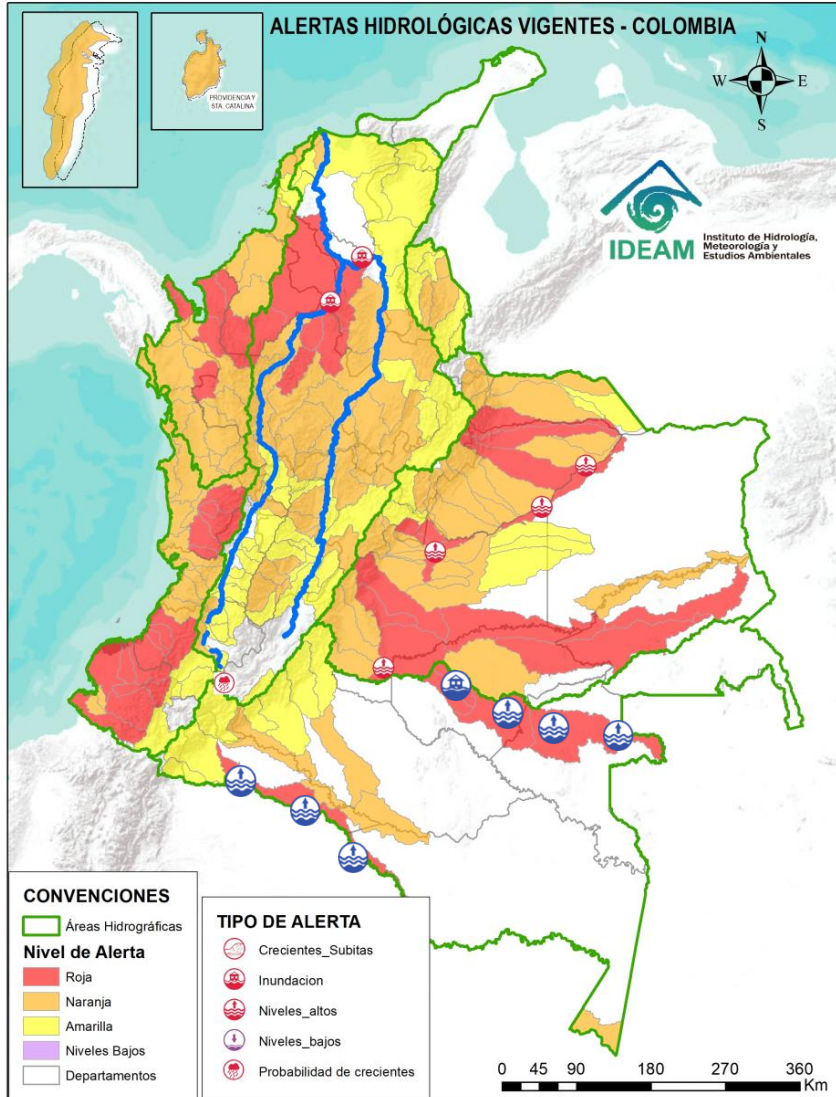 ALERTAS HIDROLÓGICAS VIGENTES - COLOMBIA
PROVIDENCIA Y
STA. CATALINA
N
W
E
S
IDEAM
Instituto de Hidrología,
Meteorología y
Estudios Ambientales
CONVENCIONES
Áreas Hidrográficas
Nivel de Alerta
Roja
Naranja
Amarilla
Niveles Bajos
Departamentos
TIPO DE ALERTA
Crecientes_Subitas
Inundacion
Niveles_altos
Niveles_bajos
Probabilidad de crecientes
0 45 90 180 270 360
Km